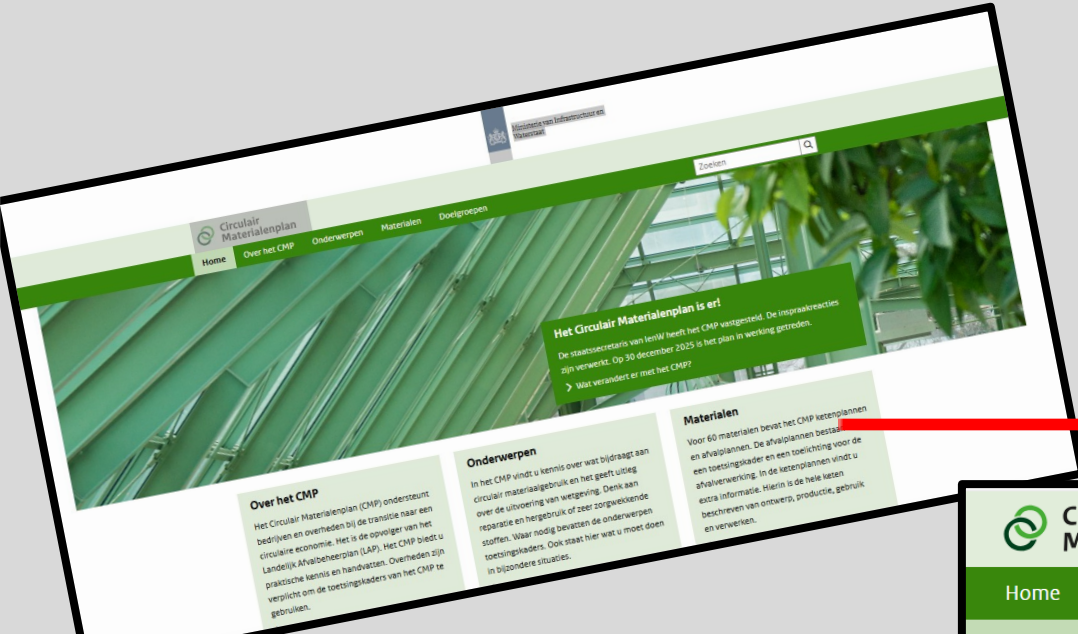 Ministerie van Infrastructuur en
Waterstaat
Zoeken
Circulair
Materialenplan
Home
Over het CMP
Onderwerpen
Materialen
Doelgroepen
Het Circulair Materialenplan is er!
De staatssecretaris van IenW heeft het CMP vastgesteld. De inspraakreacties
zijn verwerkt. Op 30 december 2025 is het plan in werking getreden.
Wat verandert er met het CMP?
Over het CMP
Het Circulair Materialenplan (CMP) ondersteunt
bedrijven en overheden bij de transitie naar een
circulaire economie. Het is de opvolger van het
Landelijk Afvalbeheerplan (LAP). Het CMP biedt u
praktische kennis en handvatten. Overheden zijn
verplicht om de toetsingskaders van het CMP te
gebruiken.
Onderwerpen
In het CMP vindt u kennis over wat bijdraagt aan
circulair materiaalgebruik en het geeft uitleg
over de uitvoering van wetgeving. Denk aan
reparatie en hergebruik of zeer zorgwekkende
stoffen. Waar nodig bevatten de onderwerpen
toetsingskaders. Ook staat hier wat u moet doen
in bijzondere situaties.
Materialen
Voor 60 materialen bevat het CMP ketenplannen
en afvalplannen. De afvalplannen bestaa
een toetsingskader en een toelichting voor de
afvalverwerking. In de ketenplannen vindt u
extra informatie. Hierin is de hele keten
beschreven van ontwerp, productie, gebruik
en verwerken.
C
M
Home